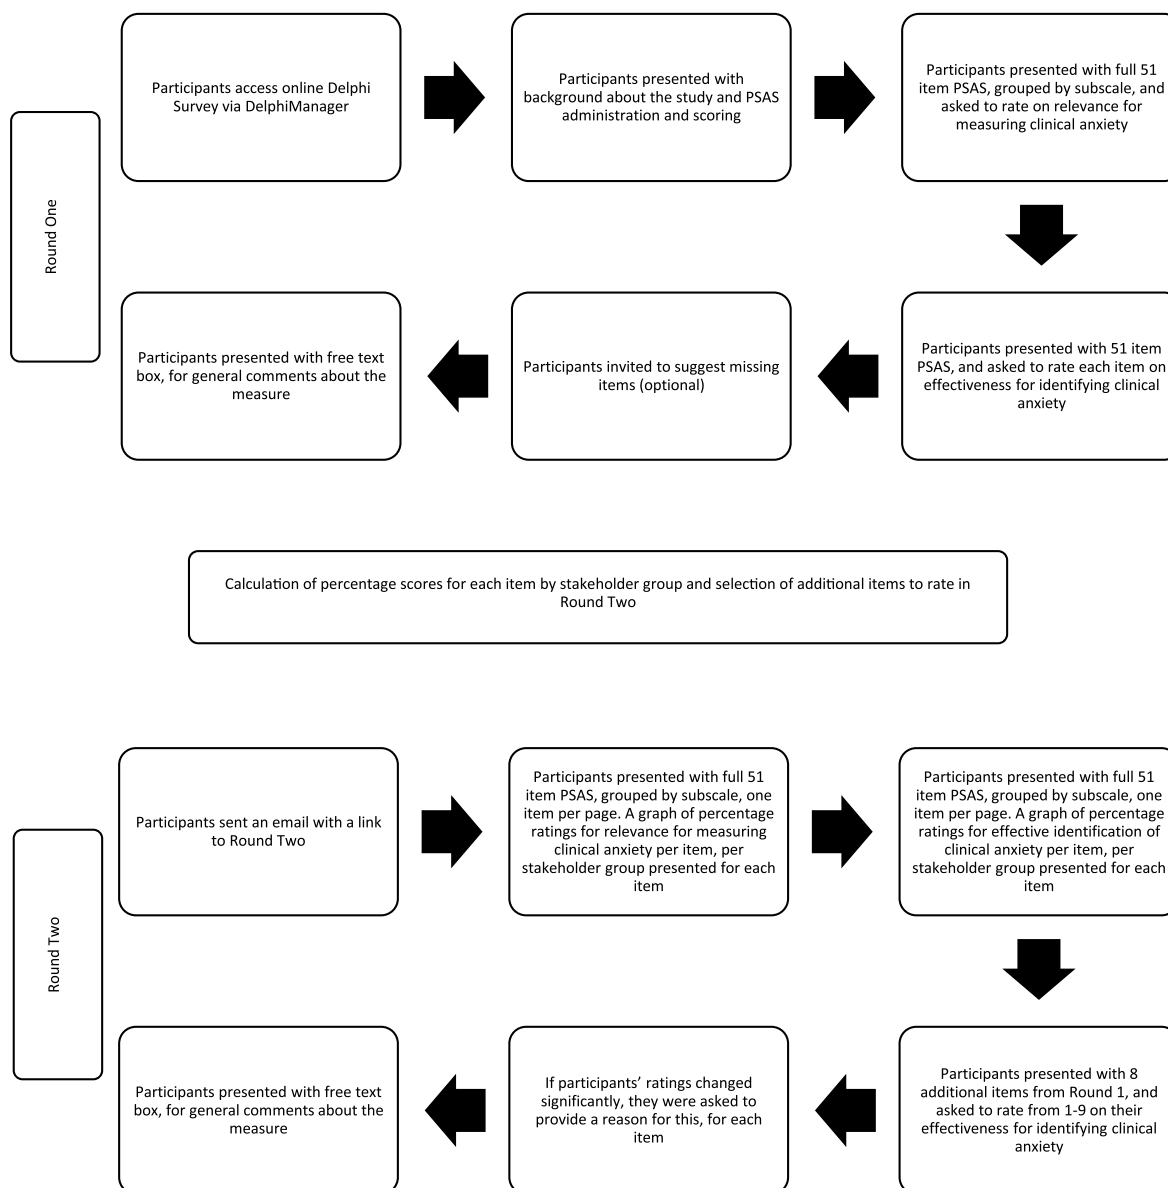 Round One
Participants access online Delphi
Survey via DelphiManager
Participants presented with
background about the study and PSAS
administration and scoring
Participants presented with full 51
item PSAS, grouped by subscale, and
asked to rate on relevance for
measuring clinical anxiety
Participants presented with 51 item
PSAS, and asked to rate each item on
effectiveness for identifying clinical
anxiety
Participants invited to suggest missing
items (optional)
Participants presented with free text
box, for general comments about the
measure
Calculation of percentage scores for each item by stakeholder group and selection of additional items to rate in
Round Two
Round Two
Participants sent an email with a link
to Round Two
Participants presented with full 51
item PSAS, grouped by subscale, one
item per page. A graph of percentage
ratings for relevance for measuring
clinical anxiety per item, per
stakeholder group presented for each
item
Participants presented with full 51
item PSAS, grouped by subscale, one
item per page. A graph of percentage
ratings for effective identification of
clinical anxiety per item, per
stakeholder group presented for each
item
Participants presented with 8
additional items from Round 1, and
asked to rate from 1-9 on their
effectiveness for identifying clinical
anxiety
If participants’ ratings changed
significantly, they were asked to
provide a reason for this, for each
item
Participants presented with free text
box, for general comments about the
measure